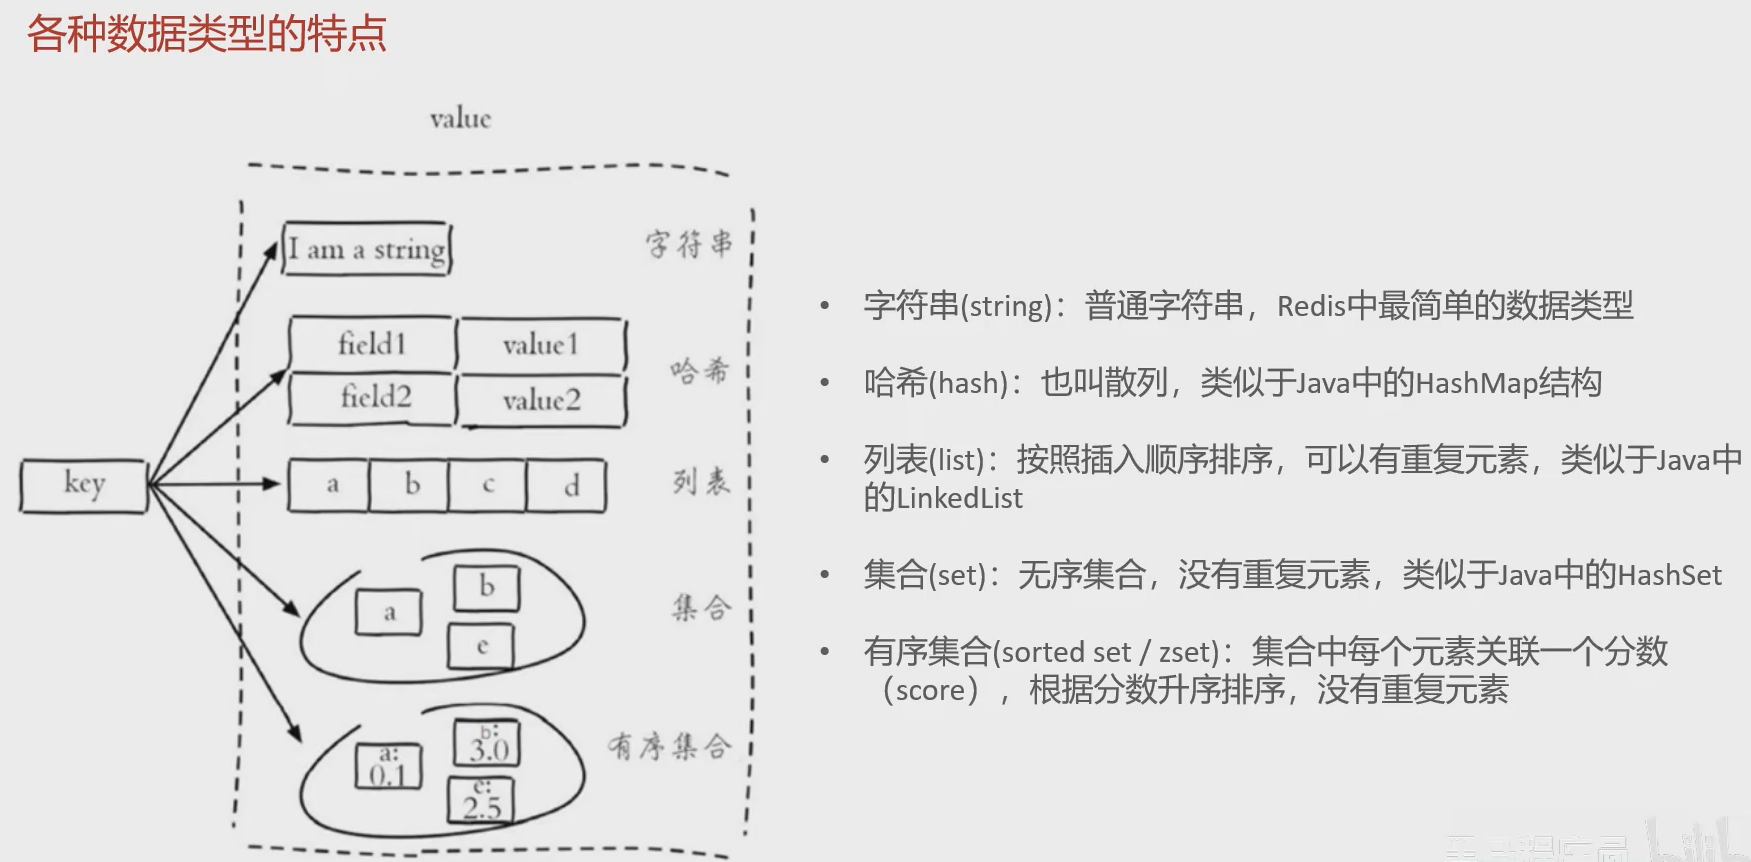 各种数据类型的特点
value
I am a string
字符串
field1 value1
哈希
field2 value2
key
a b c d
列表
a
b
e
集合
a:
0.1
b:
3.0
e:
2.5
有序集合
• 字符串(string)：普通字符串，Redis中最简单的数据类型
• 哈希(hash)：也叫散列，类似于Java中的HashMap结构
• 列表(list)：按照插入顺序排序，可以有重复元素，类似于Java中
的LinkedList
• 集合(set)：无序集合，没有重复元素，类似于Java中的HashSet
• 有序集合(sorted set / zset)：集合中每个元素关联一个分数
（score），根据分数升序排序，没有重复元素